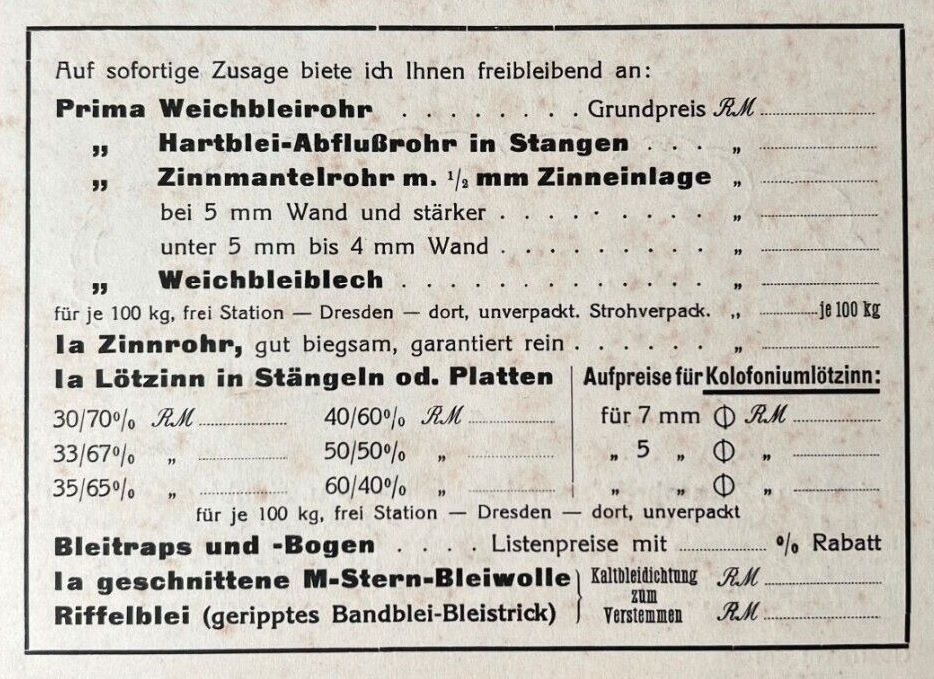 Auf sofortige Zusage biete ich Ihnen freibleibend an:
Prima Weichbleirohr . . . . . . . . Grundpreis RM ..........
„ Hartblei-Abflußrohr in Stangen . . . „ ..........
„ Zinnmantelrohr m. ½ mm Zinneinlage „ ..........
bei 5 mm Wand und stärker . . . . . . . . „ ..........
unter 5 mm bis 4 mm Wand . . . . . . . . . „ ..........
„ Weichbleiblech . . . . . . . . . . . . „ ..........
für je 100 kg, frei Station — Dresden — dort, unverpackt. Strohverpack. „ .......... je 100 kg
Ia Zinnrohr, gut biegsam, garantiert rein . . . . . . „ ..........
Ia Lötzinn in Stängeln od. Platten | Aufpreise für Kolofoniumlötzinn:
30/70% RM .......... 40/60% RM .......... für 7 mm ⌀ RM ..........
33/67% „ .......... 50/50% „ .......... „ 5 „ ⌀ „ ..........
35/65% „ .......... 60/40% „ .......... „ „ ⌀ „ ..........
für je 100 kg, frei Station — Dresden — dort, unverpackt
Bleitraps und -Bogen . . . . Listenpreise mit .......... % Rabatt
Ia geschnittene M-Stern-Bleiwolle } Kaltbleidichtung zum Verstemmen RM ..........
Riffelblei (geripptes Bandblei-Bleistrick) RM ..........